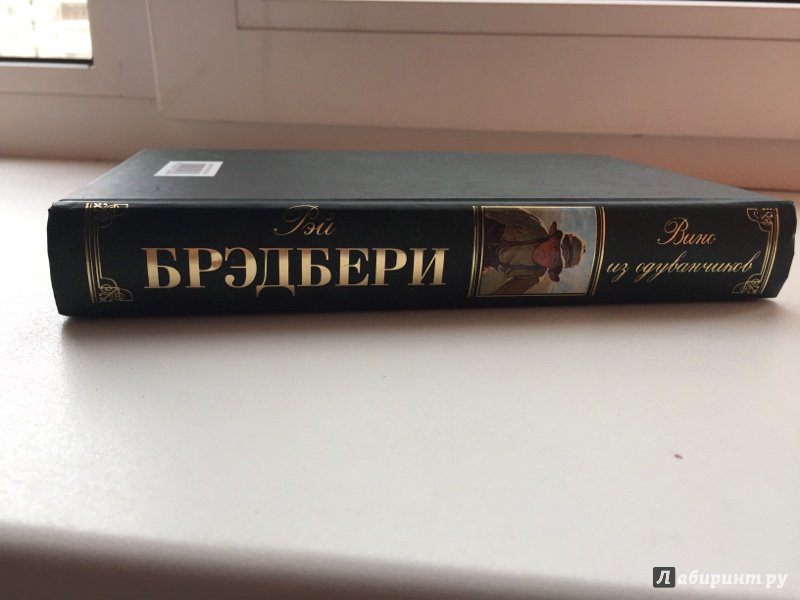 Рэй
БРЭДБЕРИ
Вино
из одуванчиков
Лабиринт.ру